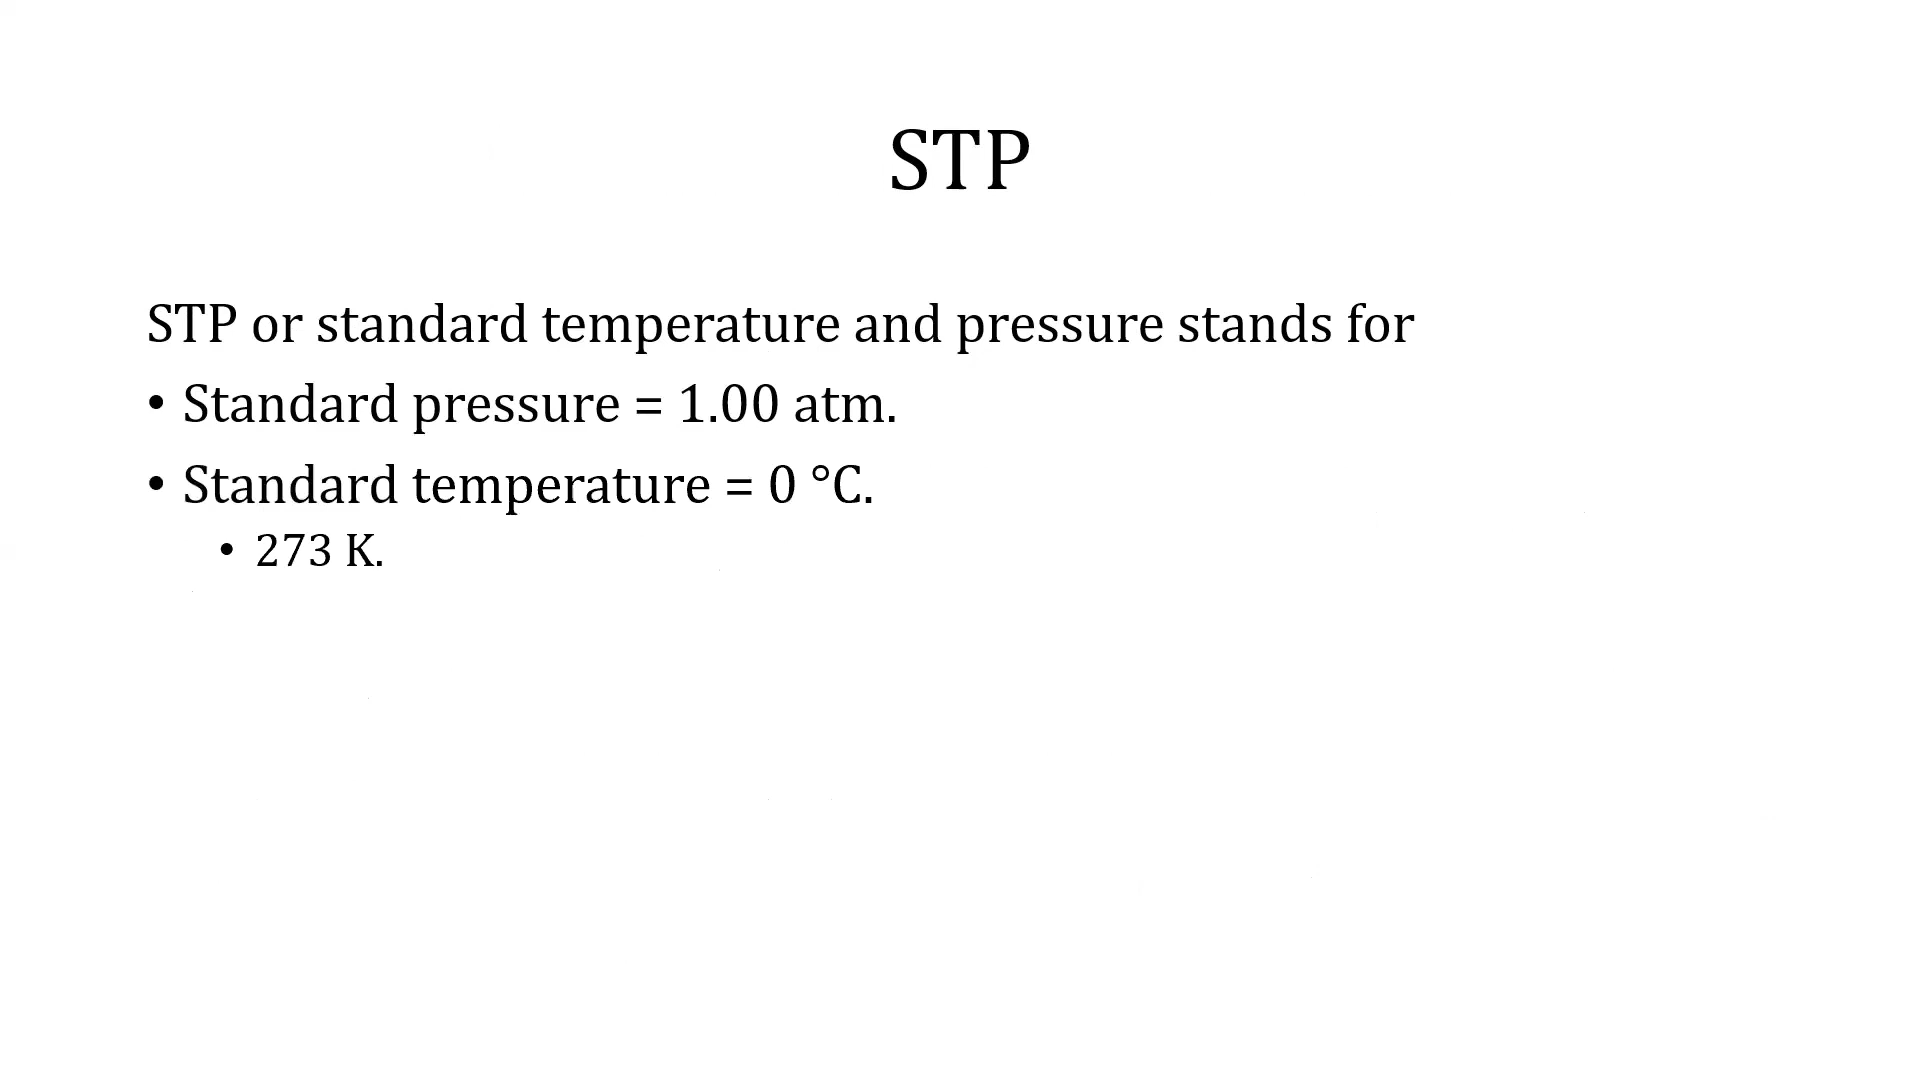 STP
STP or standard temperature and pressure stands for
• Standard pressure = 1.00 atm.
• Standard temperature = 0 °C.
• 273 K.